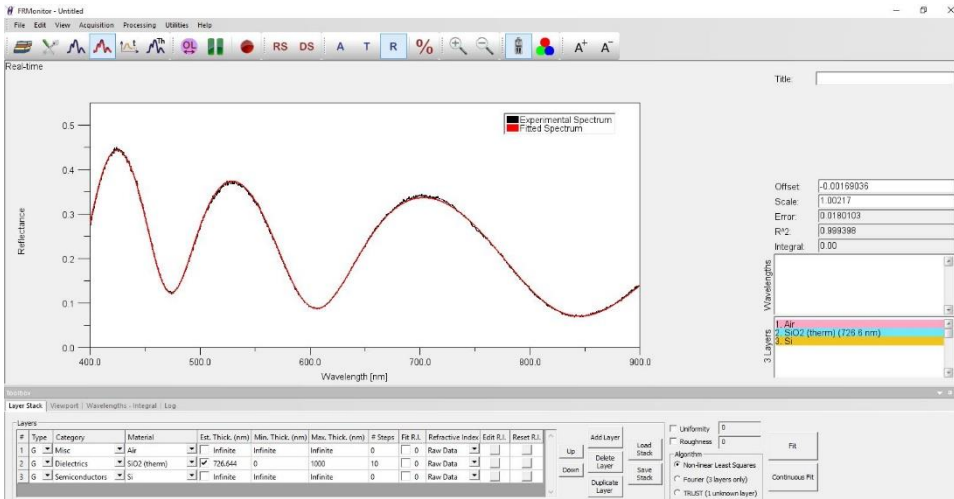 FRMonitor - Untitled
File Edit View Acquisition Processing Utilities Help
Th OL RS DS A T R % A+ A-
Real-time
Title:
Experimental Spectrum
Fitted Spectrum
0.5
0.4
0.3
0.2
0.1
0.0
Reflectance
400.0 500.0 600.0 700.0 800.0 900.0
Wavelength [nm]
Offset: -0.00169036
Scale: 1.00217
Error: 0.0180103
R^2: 0.999398
Integral: 0.00
Wavelengths
3 Layers
1. Air
2. SiO2 (therm) (726.6 nm)
3. Si
Toolbox
Layer Stack Viewport Wavelengths - Integral Log
Layers
# Type Category Material Est. Thick. (nm) Min. Thick. (nm) Max. Thick. (nm) # Steps Fit R.I. Refractive Index Edit R.I. Reset R.I.
1 G Misc Air Infinite Infinite Infinite 0 0 Raw Data
2 G Dielectrics SiO2 (therm) 726.644 0 1000 10 0 Raw Data
3 G Semiconductors Si Infinite Infinite Infinite 0 0 Raw Data
Up
Down
Add Layer
Delete Layer
Duplicate Layer
Load Stack
Save Stack
Uniformity 0
Roughness 0
Algorithm
Non-linear Least Squares
Fourier (3 layers only)
TRUST (1 unknown layer)
Fit
Continuous Fit